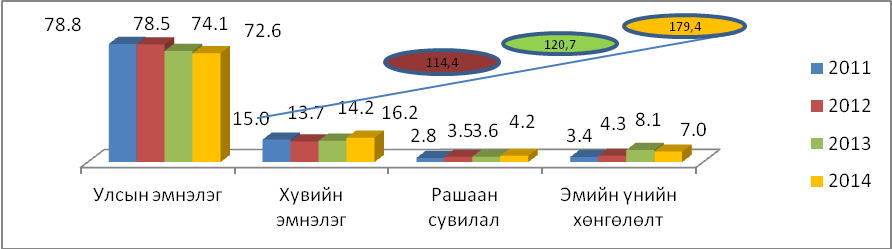 179,4
120,7
114,4
78.8 78.5 74.1 72.6
15.0 13.7 14.2 16.2
2.8 3.5 3.6 4.2
3.4 4.3 8.1 7.0
Улсын эмнэлэг
Хувийн
эмнэлэг
Рашаан
сувилал
Эмийн үнийн
хөнгөлөлт
2011
2012
2013
2014